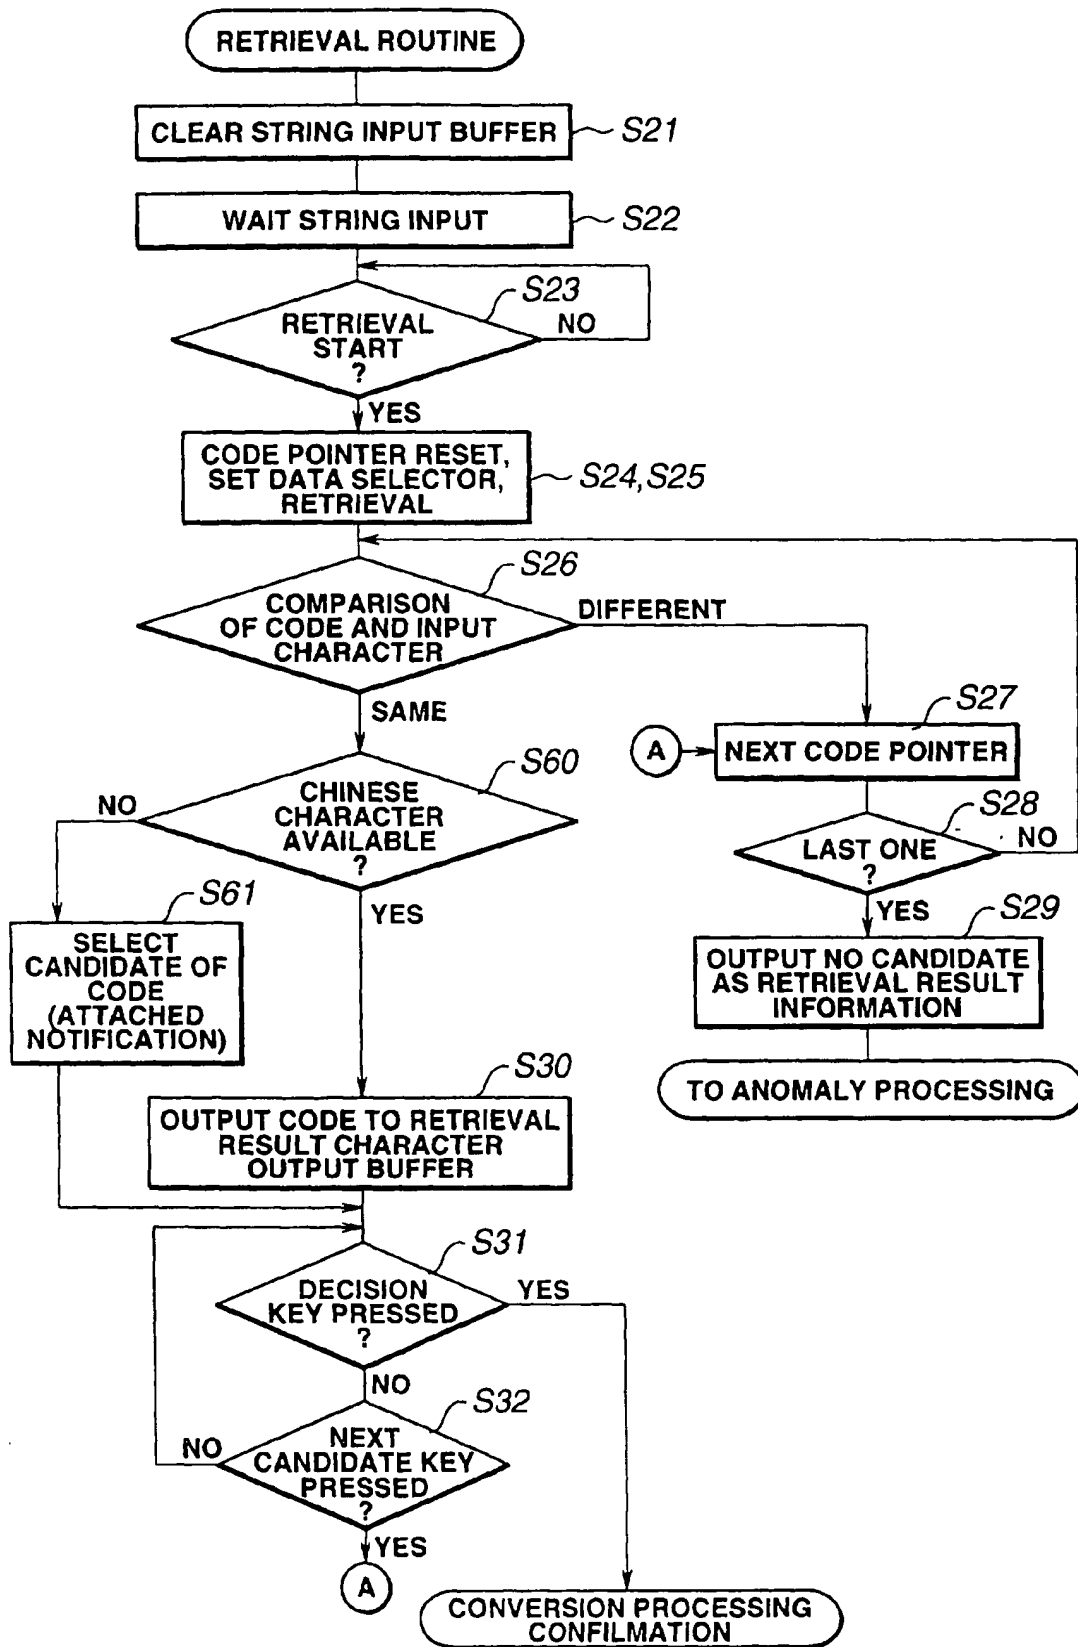 RETRIEVAL ROUTINE
CLEAR STRING INPUT BUFFER
S21
WAIT STRING INPUT
S22
S23
RETRIEVAL
START
?
NO
YES
CODE POINTER RESET,
SET DATA SELECTOR,
RETRIEVAL
S24,S25
S26
COMPARISON
OF CODE AND INPUT
CHARACTER
DIFFERENT
SAME
S27
A
NEXT CODE POINTER
S60
CHINESE
CHARACTER
AVAILABLE
?
NO
YES
S28
LAST ONE
?
NO
YES
S61
SELECT
CANDIDATE OF
CODE
(ATTACHED
NOTIFICATION)
S29
OUTPUT NO CANDIDATE
AS RETRIEVAL RESULT
INFORMATION
TO ANOMALY PROCESSING
S30
OUTPUT CODE TO RETRIEVAL
RESULT CHARACTER
OUTPUT BUFFER
S31
DECISION
KEY PRESSED
?
YES
NO
S32
NEXT
CANDIDATE KEY
PRESSED
?
NO
YES
A
CONVERSION PROCESSING
CONFILMATION